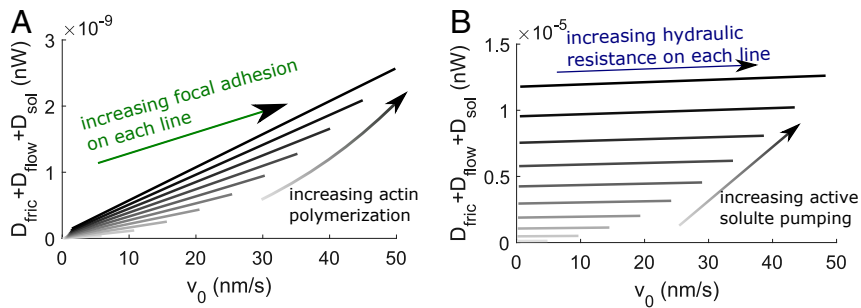 A
×10⁻⁹
D_fric +D_flow +D_sol (nW)
3
2
1
0
increasing focal adhesion
on each line
increasing actin
polymerization
0 10 20 30 40 50
v₀ (nm/s)
B
×10⁻⁵
D_fric +D_flow +D_sol (nW)
1.5
1
0.5
0
increasing hydraulic
resistance on each line
increasing active
solulte pumping
0 10 20 30 40 50
v₀ (nm/s)